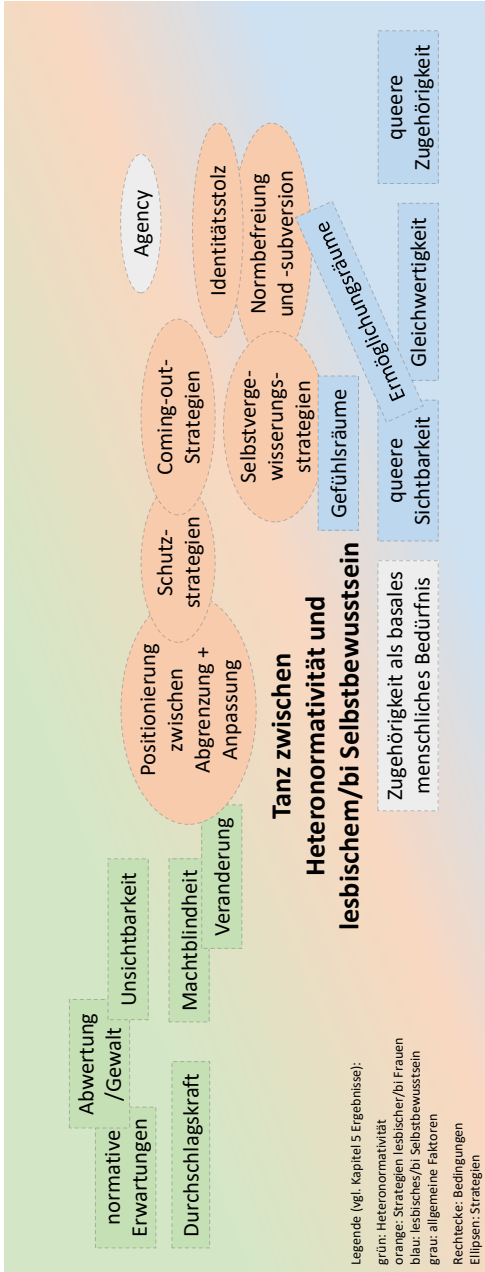 normative
Erwartungen
Abwertung
/Gewalt
Unsichtbarkeit
Durchschlagskraft
Machtblindheit
Veranderung
Positionierung
zwischen
Abgrenzung +
Anpassung
Schutz-
strategien
Coming-out-
Strategien
Agency
Identitätsstolz
Selbstverge-
wisserungs-
strategien
Normbefreiung
und -subversion
Tanz zwischen
Heteronormativität und
lesbischem/bi Selbstbewusstsein
Gefühlsräume
Ermöglichungsräume
Zugehörigkeit als basales
menschliches Bedürfnis
queere
Sichtbarkeit
Gleichwertigkeit
queere
Zugehörigkeit
Legende (vgl. Kapitel 5 Ergebnisse):
grün: Heteronormativität
orange: Strategien lesbischer/bi Frauen
blau: lesbisches/bi Selbstbewusstsein
grau: allgemeine Faktoren
Rechtecke: Bedingungen
Ellipsen: Strategien